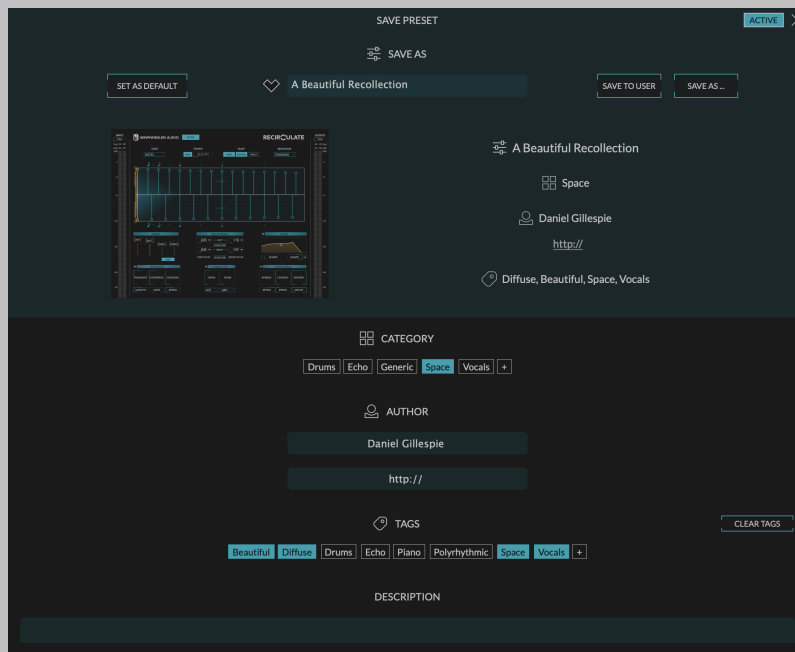 SAVE PRESET
ACTIVE
SAVE AS
SET AS DEFAULT
A Beautiful Recollection
SAVE TO USER
SAVE AS ...
NEWFANGLED AUDIO
RECIRCULATE
A Beautiful Recollection
Space
Daniel Gillespie
http://
Diffuse, Beautiful, Space, Vocals
CATEGORY
Drums Echo Generic Space Vocals +
AUTHOR
Daniel Gillespie
http://
TAGS
CLEAR TAGS
Beautiful Diffuse Drums Echo Piano Polyrhythmic Space Vocals +
DESCRIPTION